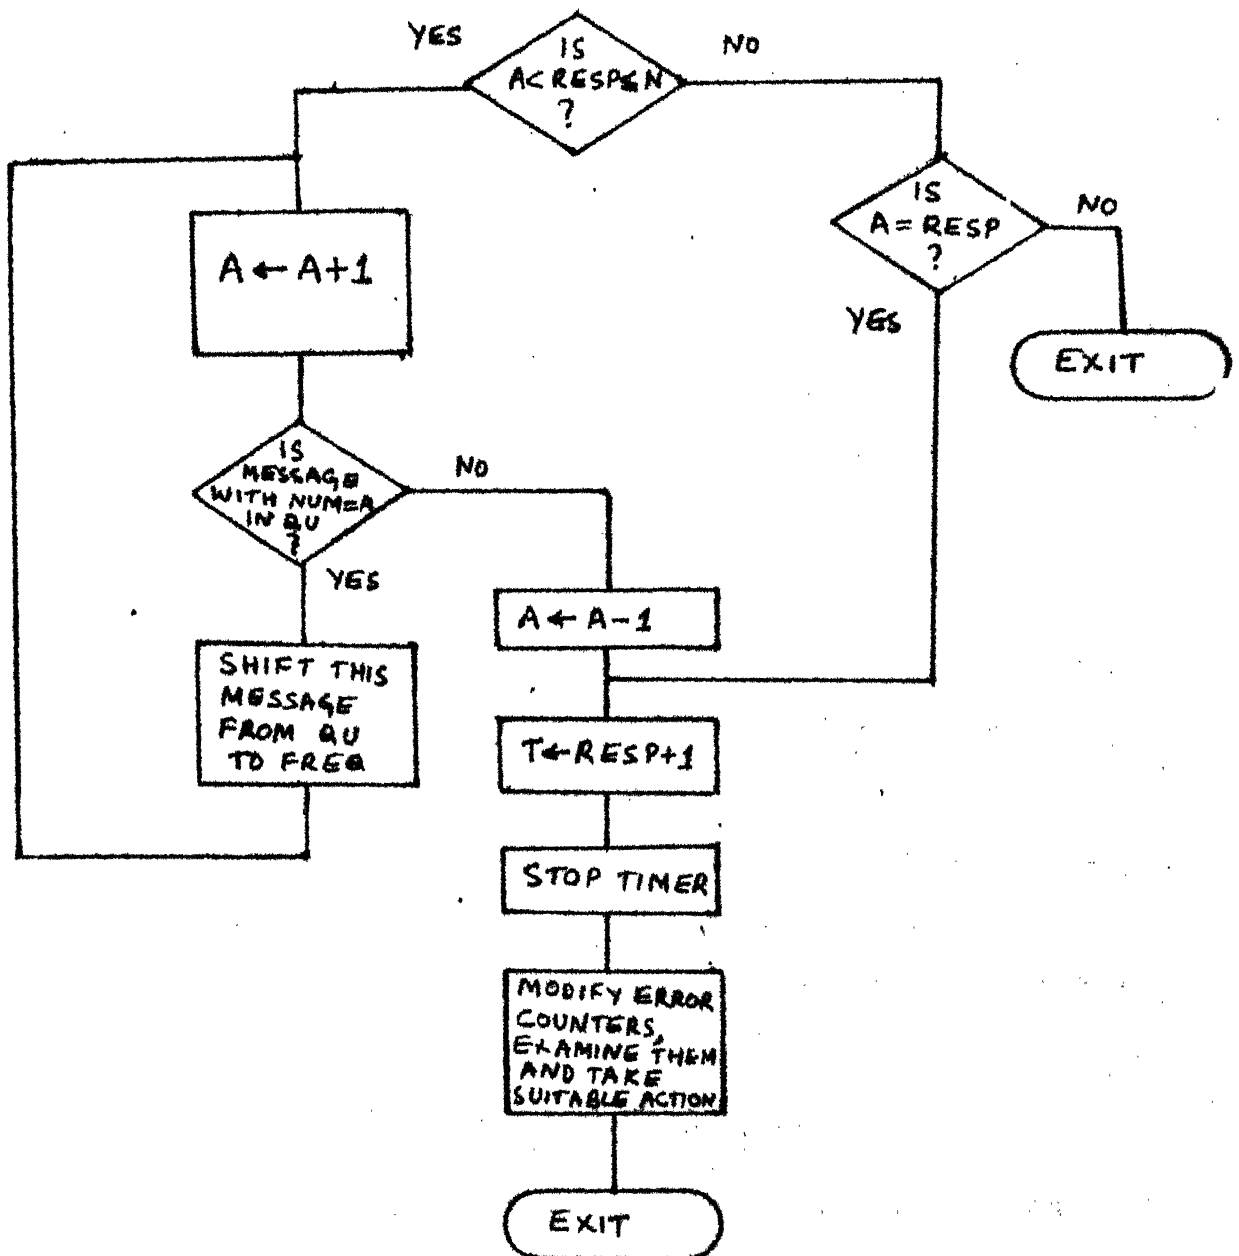 YES
IS
A<RESP≤N
?
NO
IS
A=RESP
?
NO
YES
EXIT
A←A+1
IS
MESSAGE
WITH NUM=A
IN QU
?
NO
YES
A←A-1
SHIFT THIS
MESSAGE
FROM QU
TO FREQ
T←RESP+1
STOP TIMER
MODIFY ERROR
COUNTERS,
EXAMINE THEM
AND TAKE
SUITABLE ACTION
EXIT